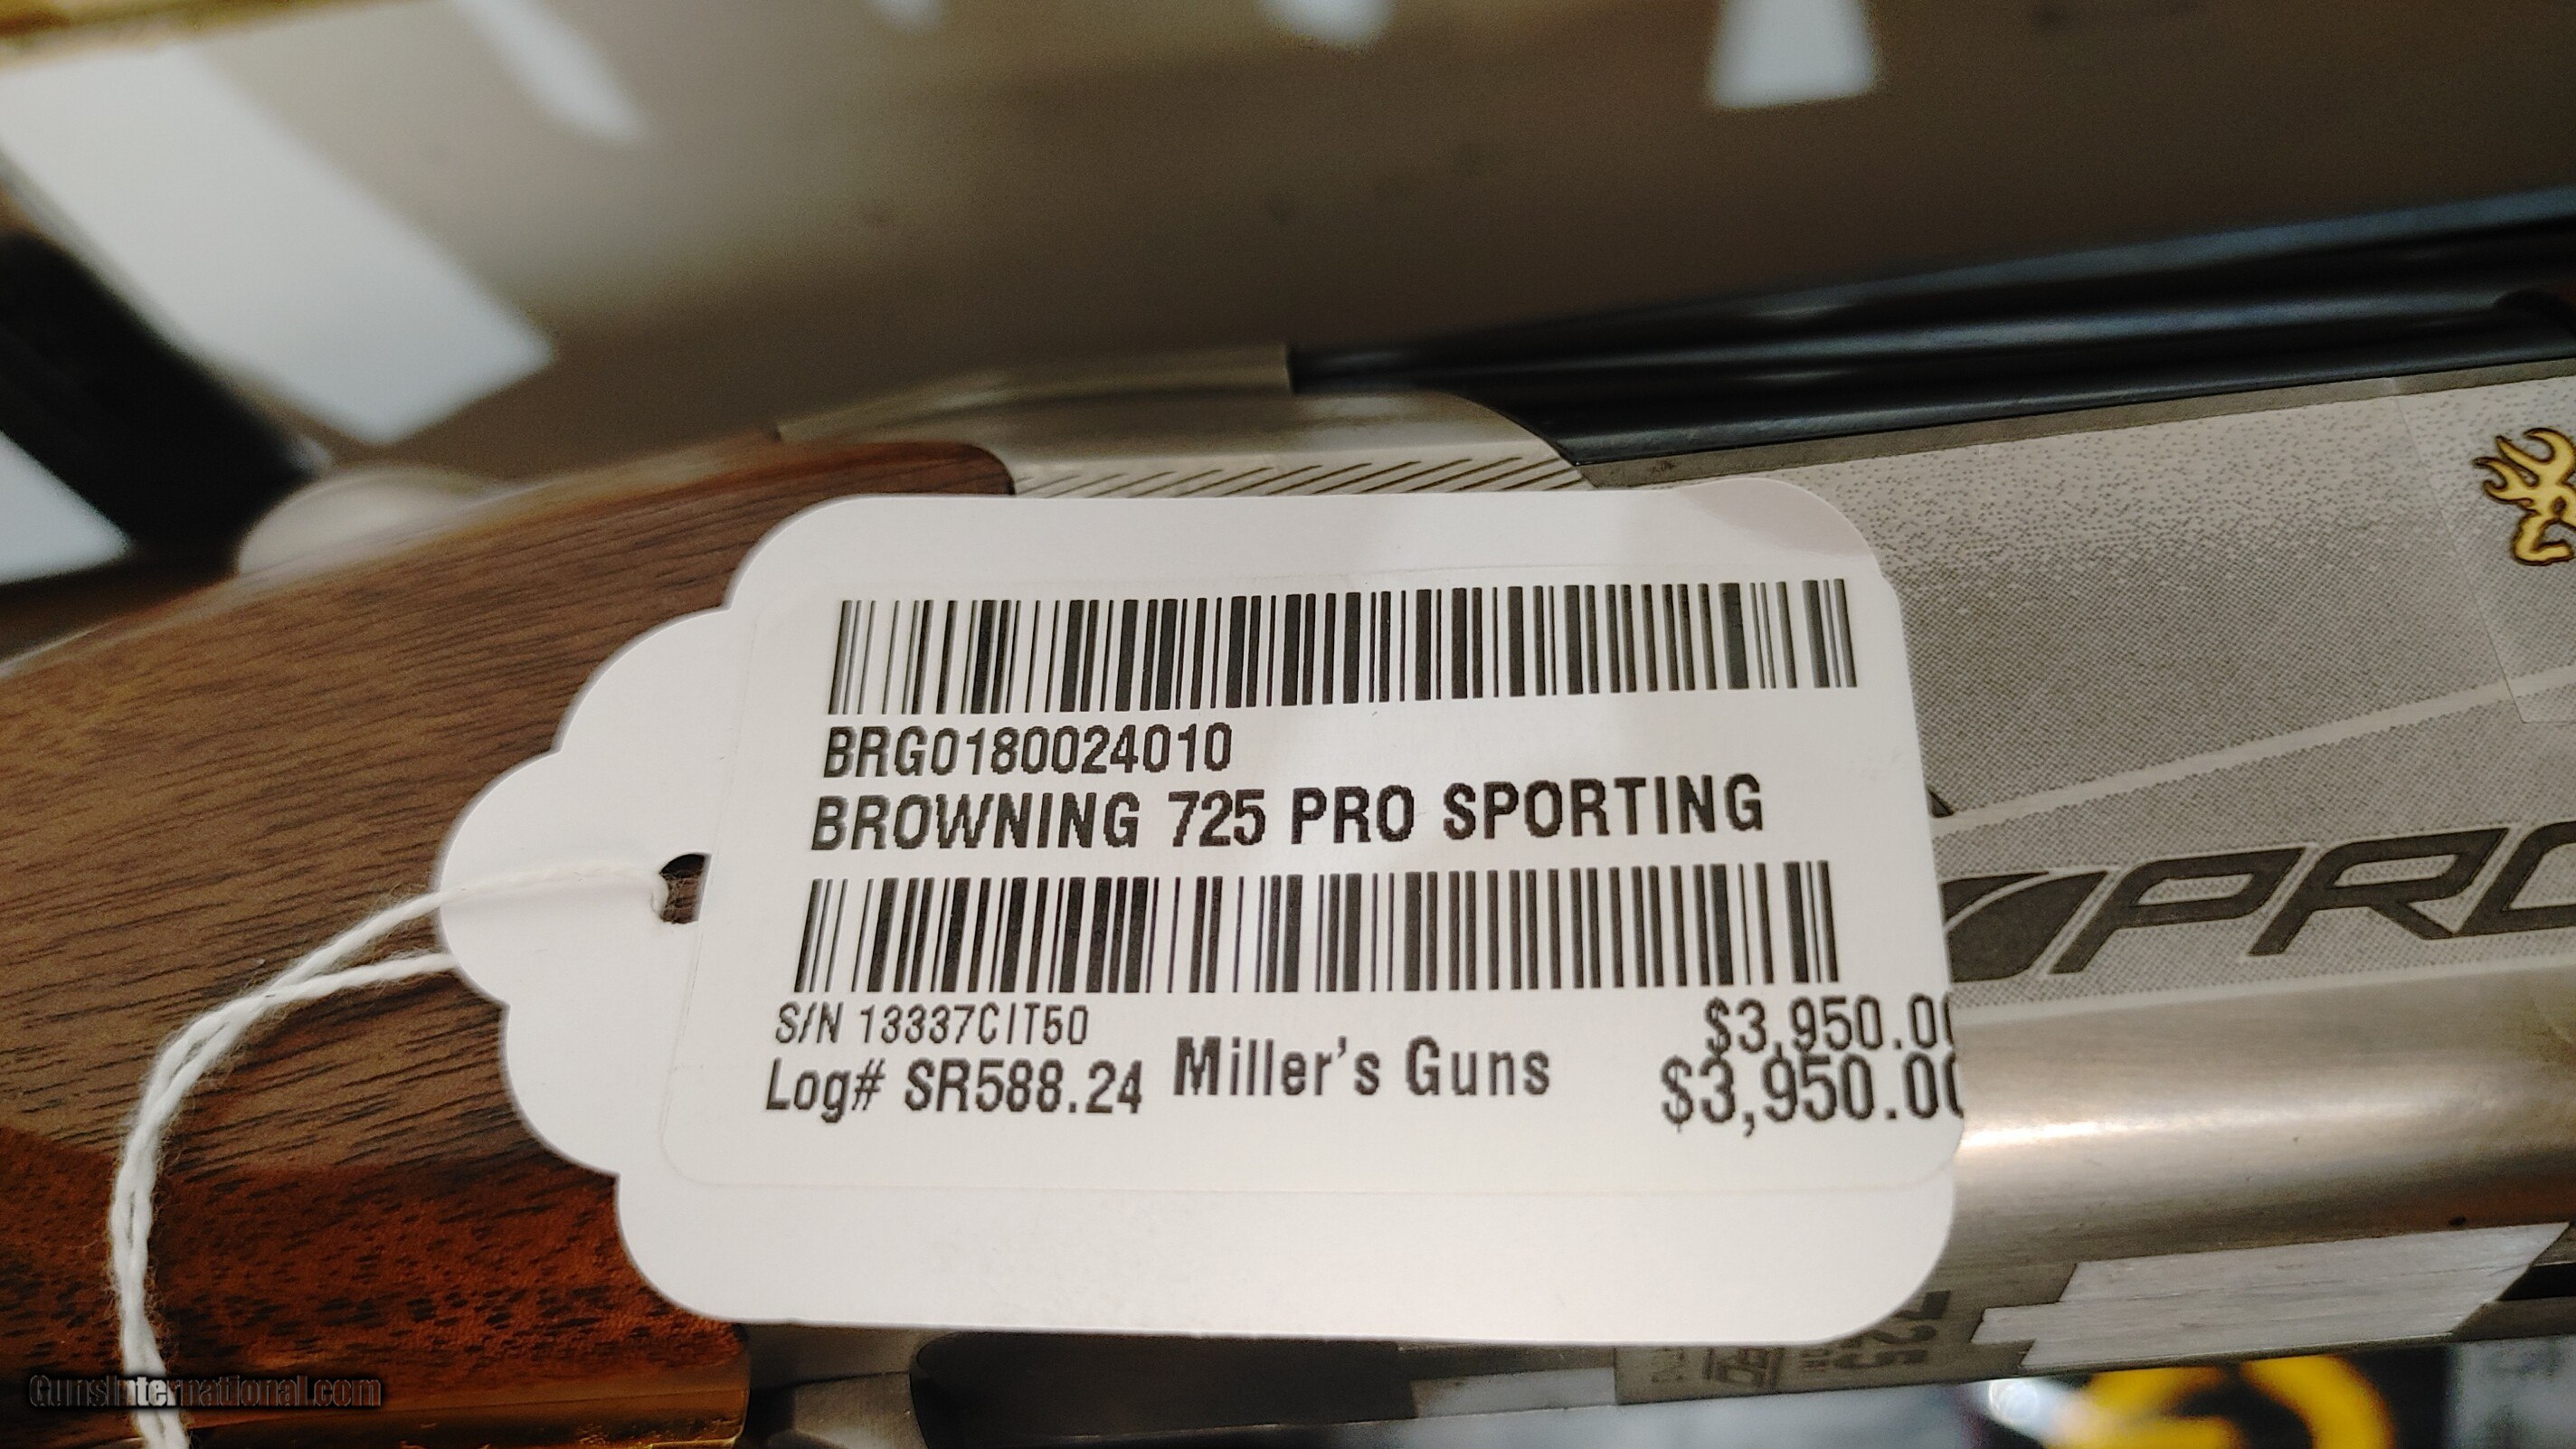 BRG0180024010
BROWNING 725 PRO SPORTING
S/N 13337CIT50
$3,950.00
Log# SR588.24
Miller's Guns
$3,950.00
PRO
725
GunsInternational.com